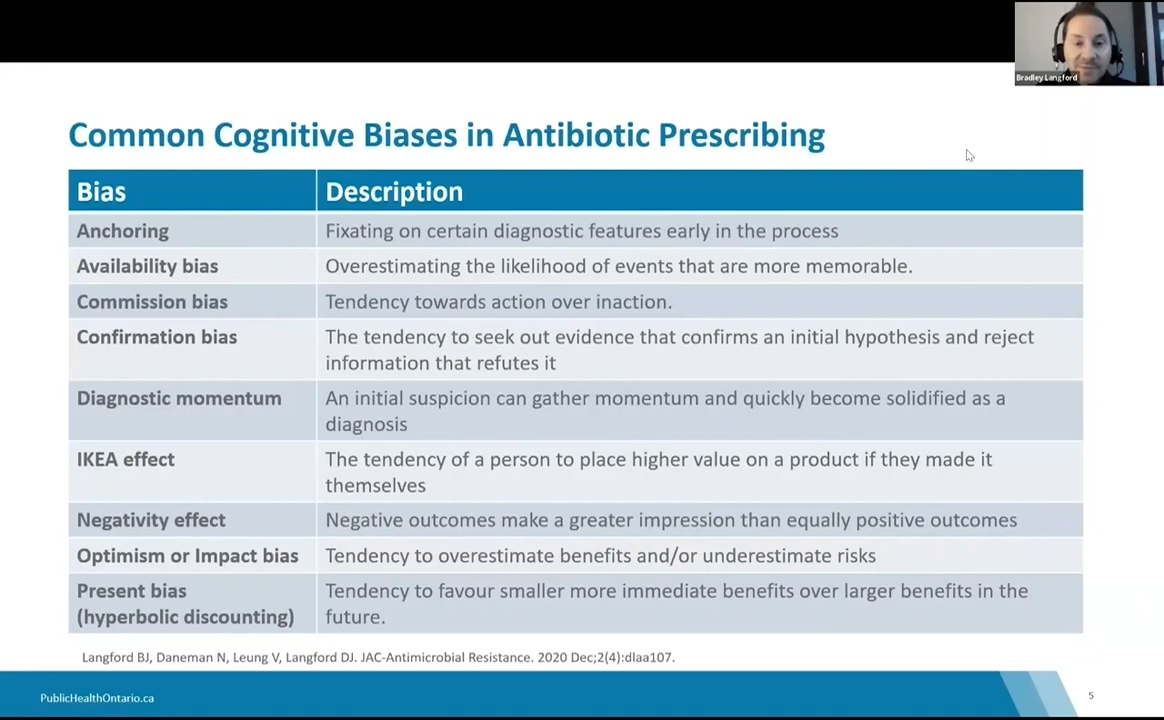 Bradley Langford
Common Cognitive Biases in Antibiotic Prescribing
Bias Description
Anchoring Fixating on certain diagnostic features early in the process
Availability bias Overestimating the likelihood of events that are more memorable.
Commission bias Tendency towards action over inaction.
Confirmation bias The tendency to seek out evidence that confirms an initial hypothesis and reject
information that refutes it
Diagnostic momentum An initial suspicion can gather momentum and quickly become solidified as a
diagnosis
IKEA effect The tendency of a person to place higher value on a product if they made it
themselves
Negativity effect Negative outcomes make a greater impression than equally positive outcomes
Optimism or Impact bias Tendency to overestimate benefits and/or underestimate risks
Present bias Tendency to favour smaller more immediate benefits over larger benefits in the
(hyperbolic discounting) future.
Langford BJ, Daneman N, Leung V, Langford DJ. JAC-Antimicrobial Resistance. 2020 Dec;2(4):dlaa107.
PublicHealthOntario.ca 5